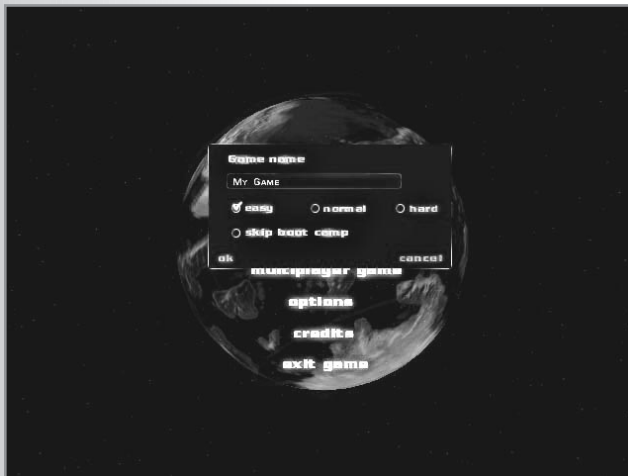 Game name
My Game
easy normal hard
skip boot camp
ok cancel
multiplayer game
options
credits
exit game